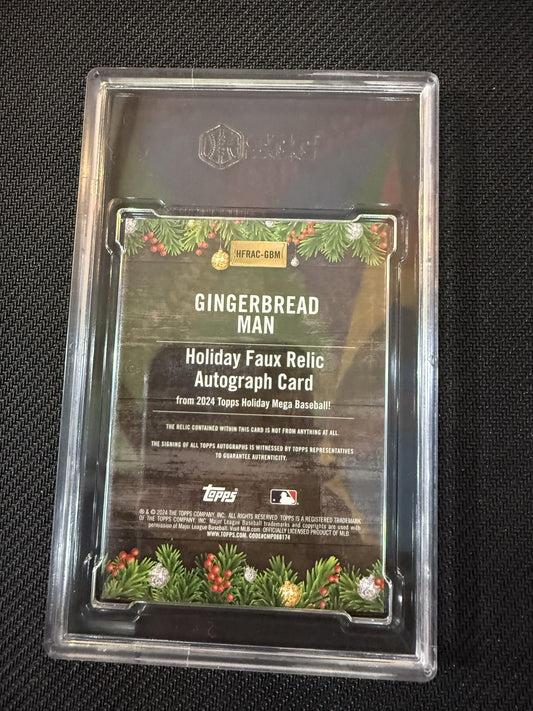 HFRAC-GBM
GINGERBREAD
MAN
Holiday Faux Relic
Autograph Card
from 2024 Topps Holiday Mega Baseball!
THE RELIC CONTAINED WITHIN THIS CARD IS NOT FROM ANYTHING AT ALL.
THE SIGNING OF ALL TOPPS AUTOGRAPHS IS WITNESSED BY TOPPS REPRESENTATIVES
TO GUARANTEE AUTHENTICITY.
Topps
® & © 2024 THE TOPPS COMPANY, INC. ALL RIGHTS RESERVED. TOPPS IS A REGISTERED TRADEMARK
OF THE TOPPS COMPANY, INC. Major League Baseball trademarks and copyrights are used with
permission of Major League Baseball. Visit MLB.com. OFFICIALLY LICENSED PRODUCT OF MLB.
WWW.TOPPS.COM. CODE#CMP088174